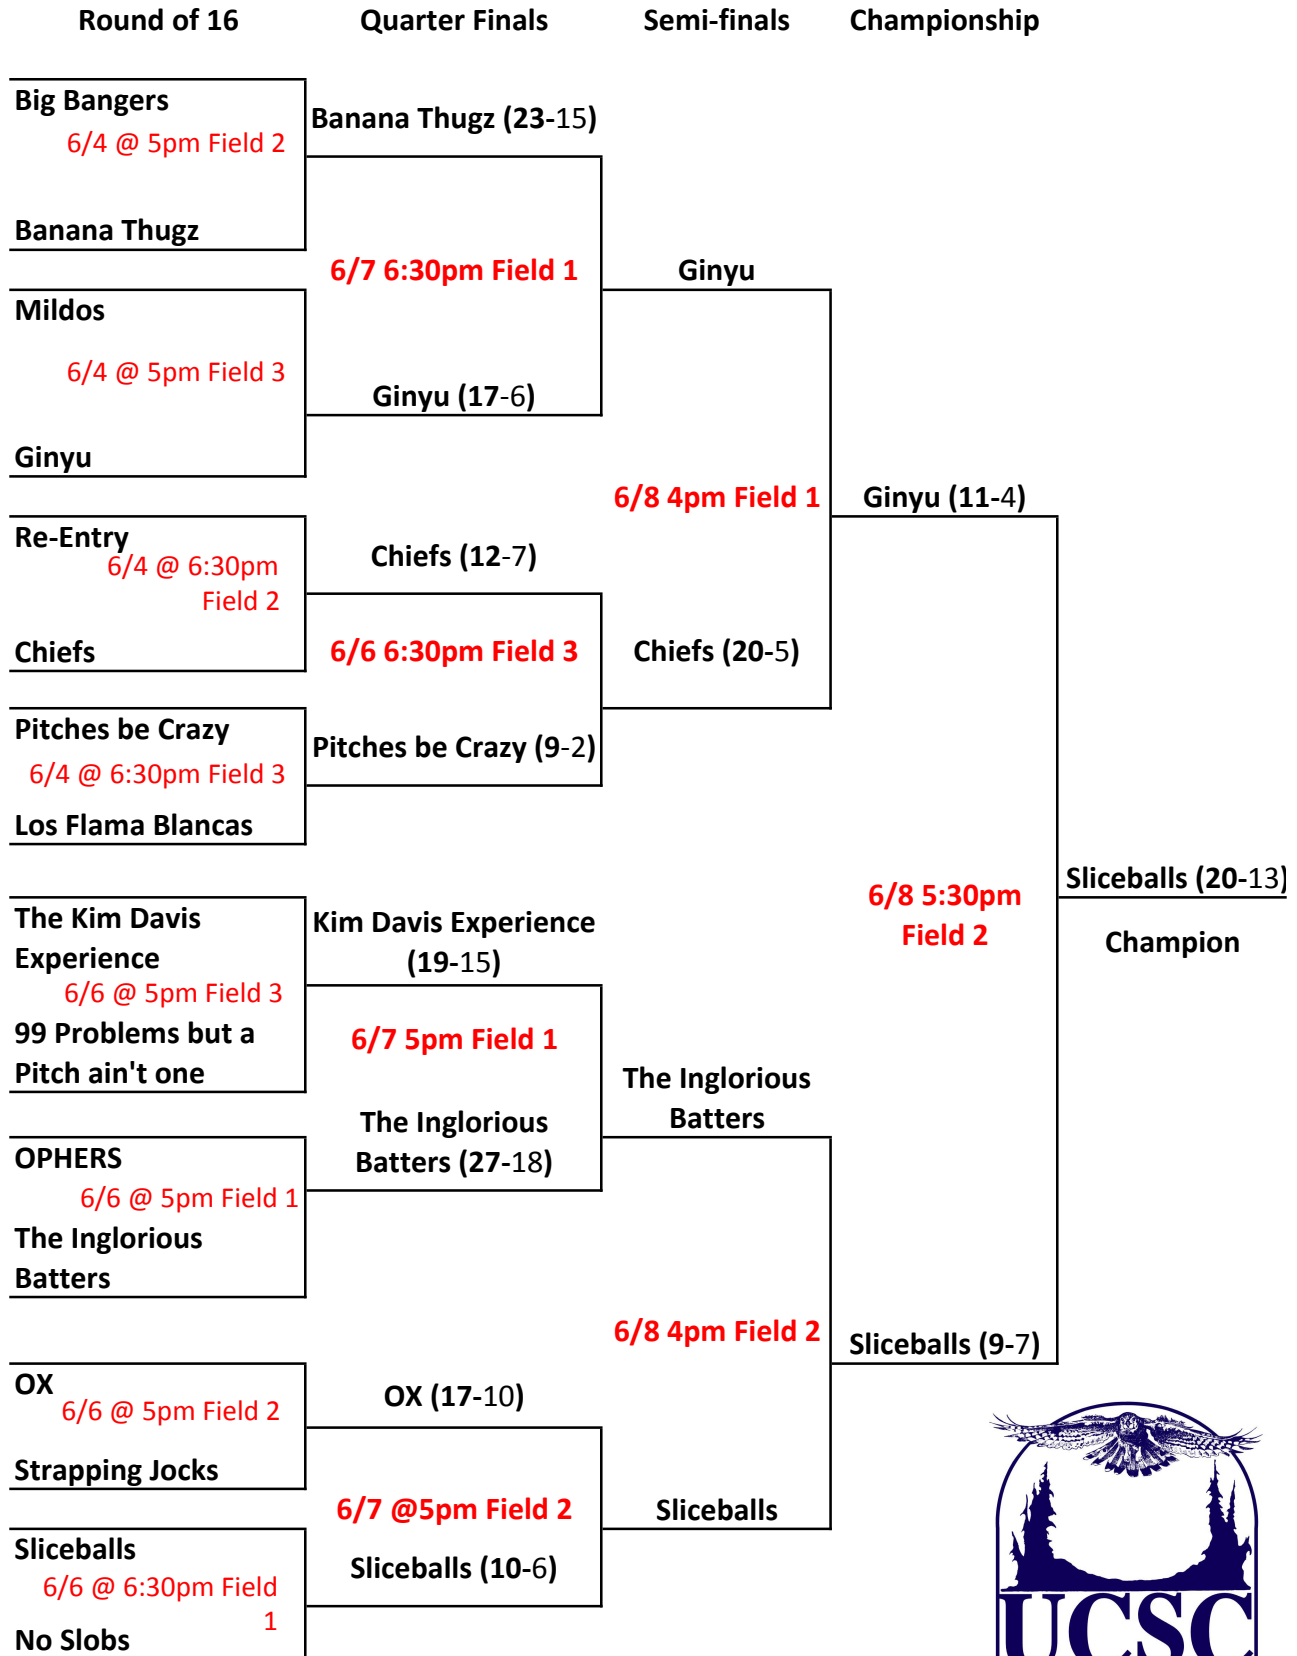 Round of 16 Quarter Finals Semi-finals Championship
Big Bangers
6/4 @ 5pm Field 2
Banana Thugz (23-15)
Banana Thugz
6/7 6:30pm Field 1
Ginyu
Mildos
6/4 @ 5pm Field 3
Ginyu (17-6)
Ginyu
6/8 4pm Field 1
Ginyu (11-4)
Re-Entry
6/4 @ 6:30pm
Field 2
Chiefs (12-7)
Chiefs
6/6 6:30pm Field 3
Chiefs (20-5)
Pitches be Crazy
6/4 @ 6:30pm Field 3
Pitches be Crazy (9-2)
Los Flama Blancas
6/8 5:30pm
Field 2
Sliceballs (20-13)
Champion
The Kim Davis
Experience
6/6 @ 5pm Field 3
Kim Davis Experience
(19-15)
99 Problems but a
Pitch ain't one
6/7 5pm Field 1
The Inglorious
Batters
The Inglorious
Batters (27-18)
OPHERS
6/6 @ 5pm Field 1
The Inglorious
Batters
6/8 4pm Field 2
Sliceballs (9-7)
OX
6/6 @ 5pm Field 2
OX (17-10)
Strapping Jocks
6/7 @5pm Field 2
Sliceballs
Sliceballs
6/6 @ 6:30pm Field
1
Sliceballs (10-6)
No Slobs
UCSC